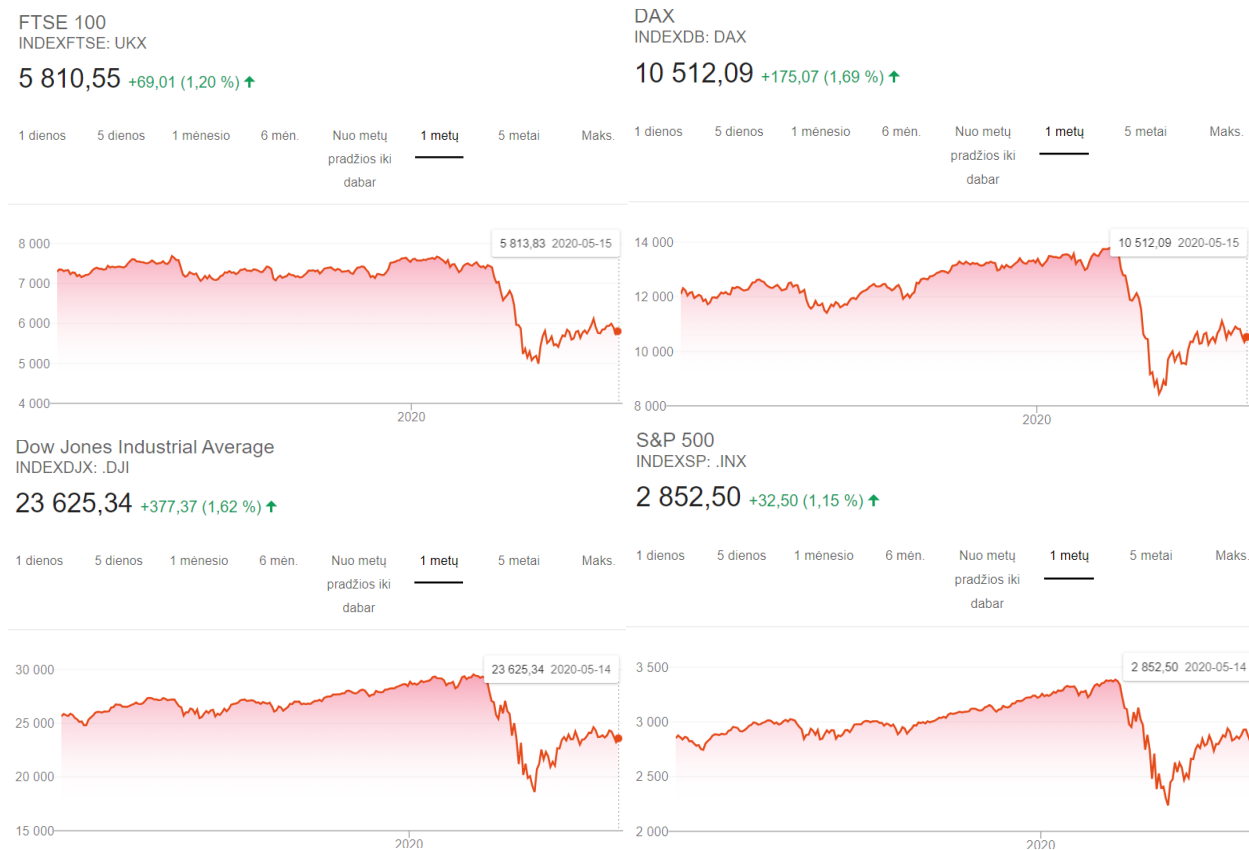 FTSE 100
INDEXFTSE: UKX
5 810,55 +69,01 (1,20 %)
1 dienos 5 dienos 1 mėnesio 6 mėn. Nuo metų pradžios iki dabar 1 metų 5 metai Maks.
5 813,83 2020-05-15
8 000
7 000
6 000
5 000
4 000
2020
DAX
INDEXDB: DAX
10 512,09 +175,07 (1,69 %)
1 dienos 5 dienos 1 mėnesio 6 mėn. Nuo metų pradžios iki dabar 1 metų 5 metai Maks.
10 512,09 2020-05-15
14 000
12 000
10 000
8 000
2020
Dow Jones Industrial Average
INDEXDJX: .DJI
23 625,34 +377,37 (1,62 %)
1 dienos 5 dienos 1 mėnesio 6 mėn. Nuo metų pradžios iki dabar 1 metų 5 metai Maks.
23 625,34 2020-05-14
30 000
25 000
20 000
15 000
2020
S&P 500
INDEXSP: .INX
2 852,50 +32,50 (1,15 %)
1 dienos 5 dienos 1 mėnesio 6 mėn. Nuo metų pradžios iki dabar 1 metų 5 metai Maks.
2 852,50 2020-05-14
3 500
3 000
2 500
2 000
2020